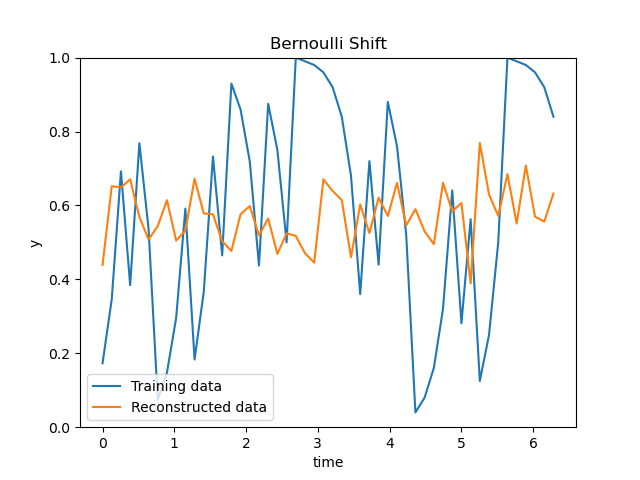 Bernoulli Shift
1.0
0.8
0.6
0.4
0.2
0.0
y
Training data
Reconstructed data
0 1 2 3 4 5 6
time